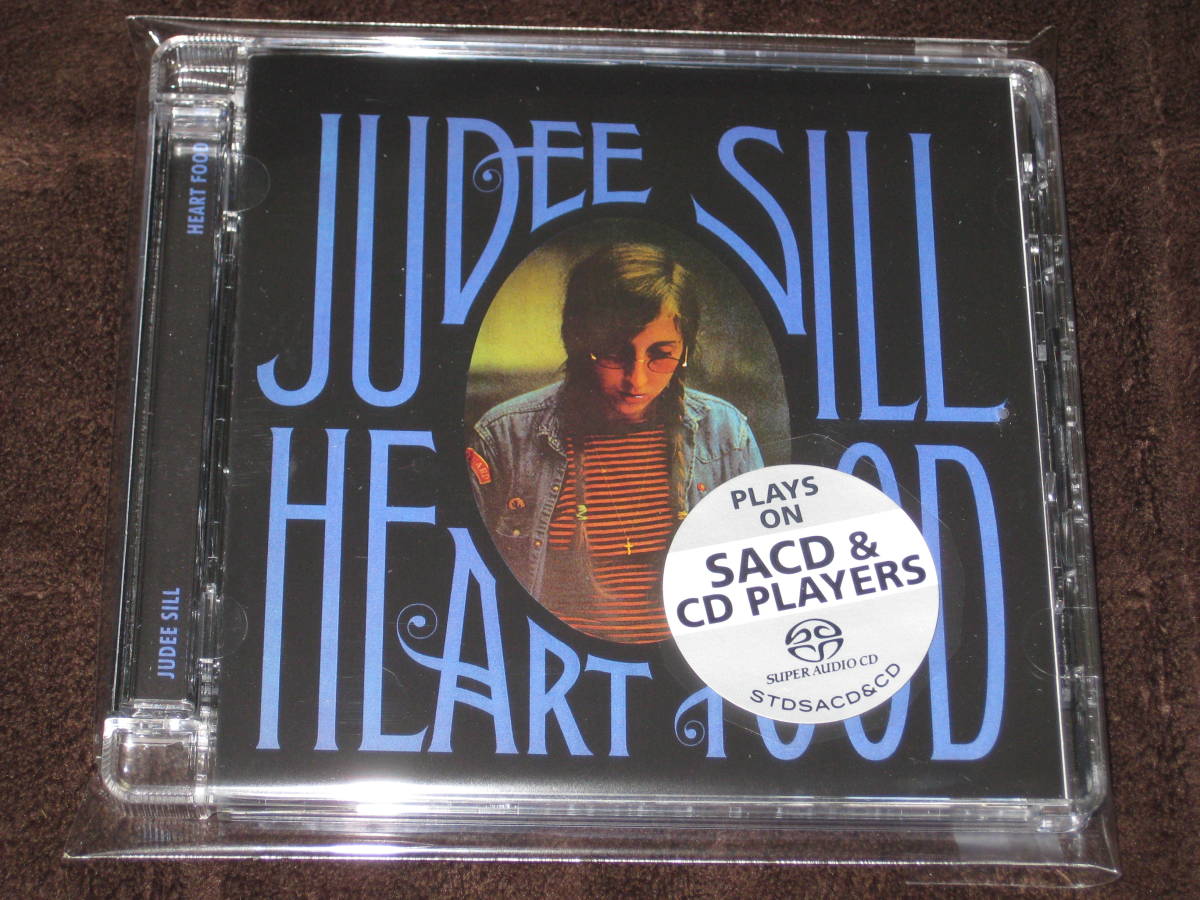 JUDEE SILL
HEART FOOD
HEART FOOD
JUDEE SILL
PLAYS
ON
SACD &
CD PLAYERS
SUPER AUDIO CD
STDSACD&CD